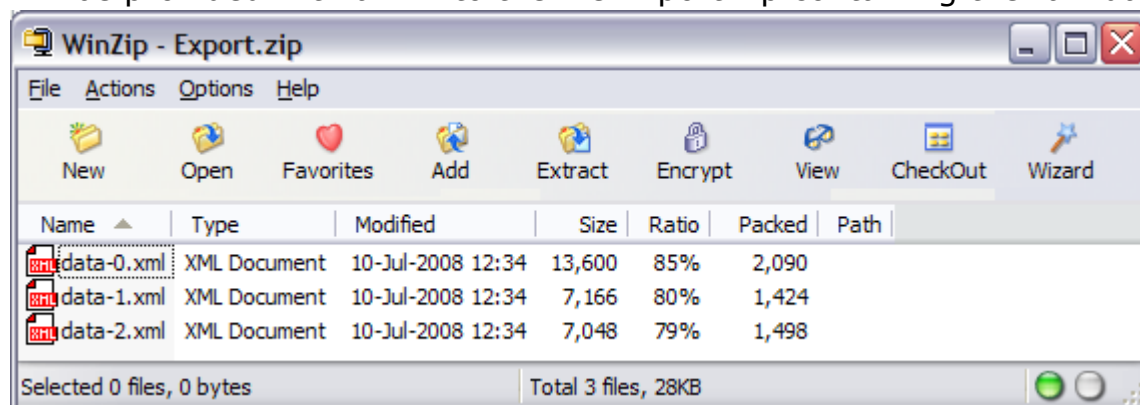 WinZip - Export.zip
File Actions Options Help
New Open Favorites Add Extract Encrypt View CheckOut Wizard
Name Type Modified Size Ratio Packed Path
XML data-0.xml XML Document 10-Jul-2008 12:34 13,600 85% 2,090
XML data-1.xml XML Document 10-Jul-2008 12:34 7,166 80% 1,424
XML data-2.xml XML Document 10-Jul-2008 12:34 7,048 79% 1,498
Selected 0 files, 0 bytes Total 3 files, 28KB